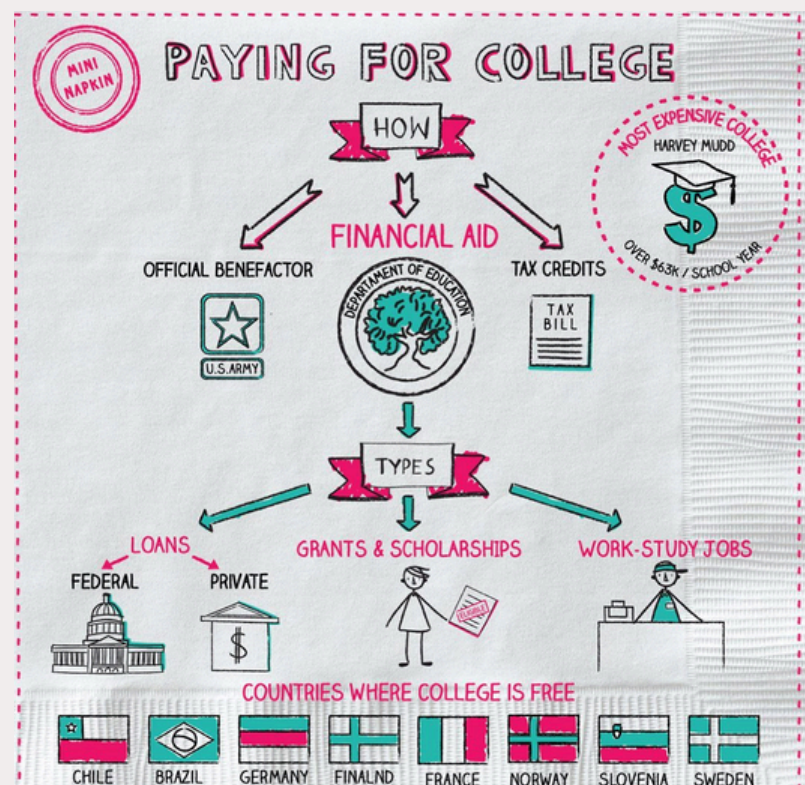 MINI
NAPKIN
PAYING FOR COLLEGE
HOW
MOST EXPENSIVE COLLEGE
HARVEY MUDD
$
OVER $63K / SCHOOL YEAR
FINANCIAL AID
OFFICIAL BENEFACTOR
TAX CREDITS
DEPARTAMENT OF EDUCATION
TAX
BILL
U.S.ARMY
TYPES
LOANS
GRANTS & SCHOLARSHIPS
WORK-STUDY JOBS
FEDERAL
PRIVATE
$
ELIGIBLE
COUNTRIES WHERE COLLEGE IS FREE
CHILE BRAZIL GERMANY FINALND FRANCE NORWAY SLOVENIA SWEDEN